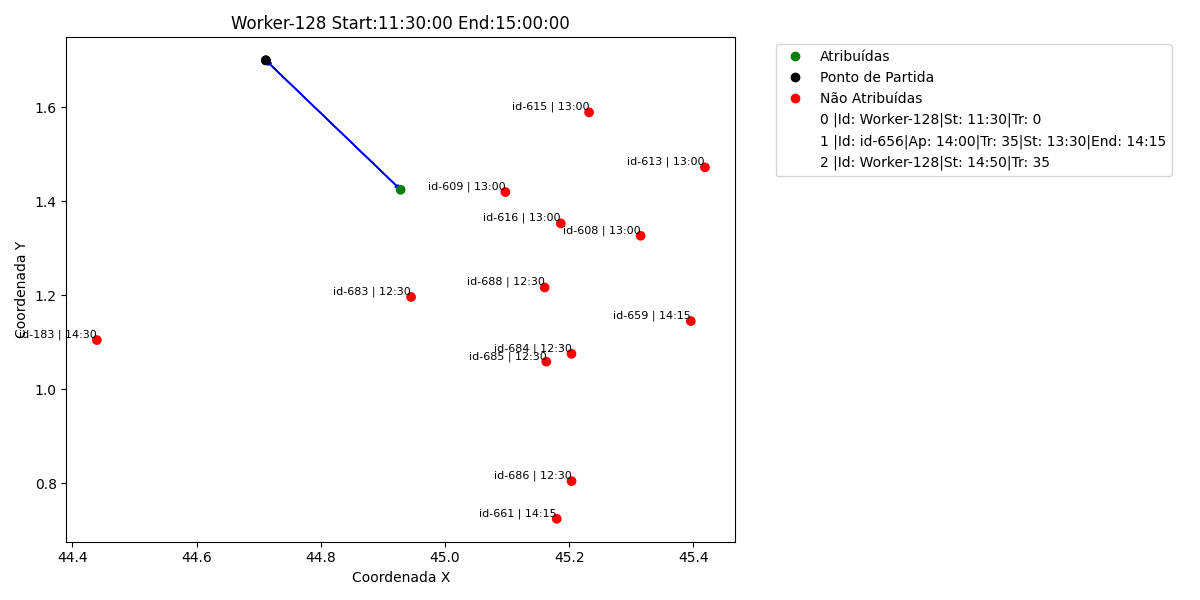 Worker-128 Start:11:30:00 End:15:00:00
Atribuídas
Ponto de Partida
Não Atribuídas
0 |Id: Worker-128|St: 11:30|Tr: 0
1 |Id: id-656|Ap: 14:00|Tr: 35|St: 13:30|End: 14:15
2 |Id: Worker-128|St: 14:50|Tr: 35
id-615 | 13:00
id-613 | 13:00
id-609 | 13:00
id-616 | 13:00
id-608 | 13:00
id-688 | 12:30
id-683 | 12:30
id-659 | 14:15
id-183 | 14:30
id-684 | 12:30
id-685 | 12:30
id-686 | 12:30
id-661 | 14:15
1.6
1.4
1.2
1.0
0.8
Coordenada Y
44.4 44.6 44.8 45.0 45.2 45.4
Coordenada X